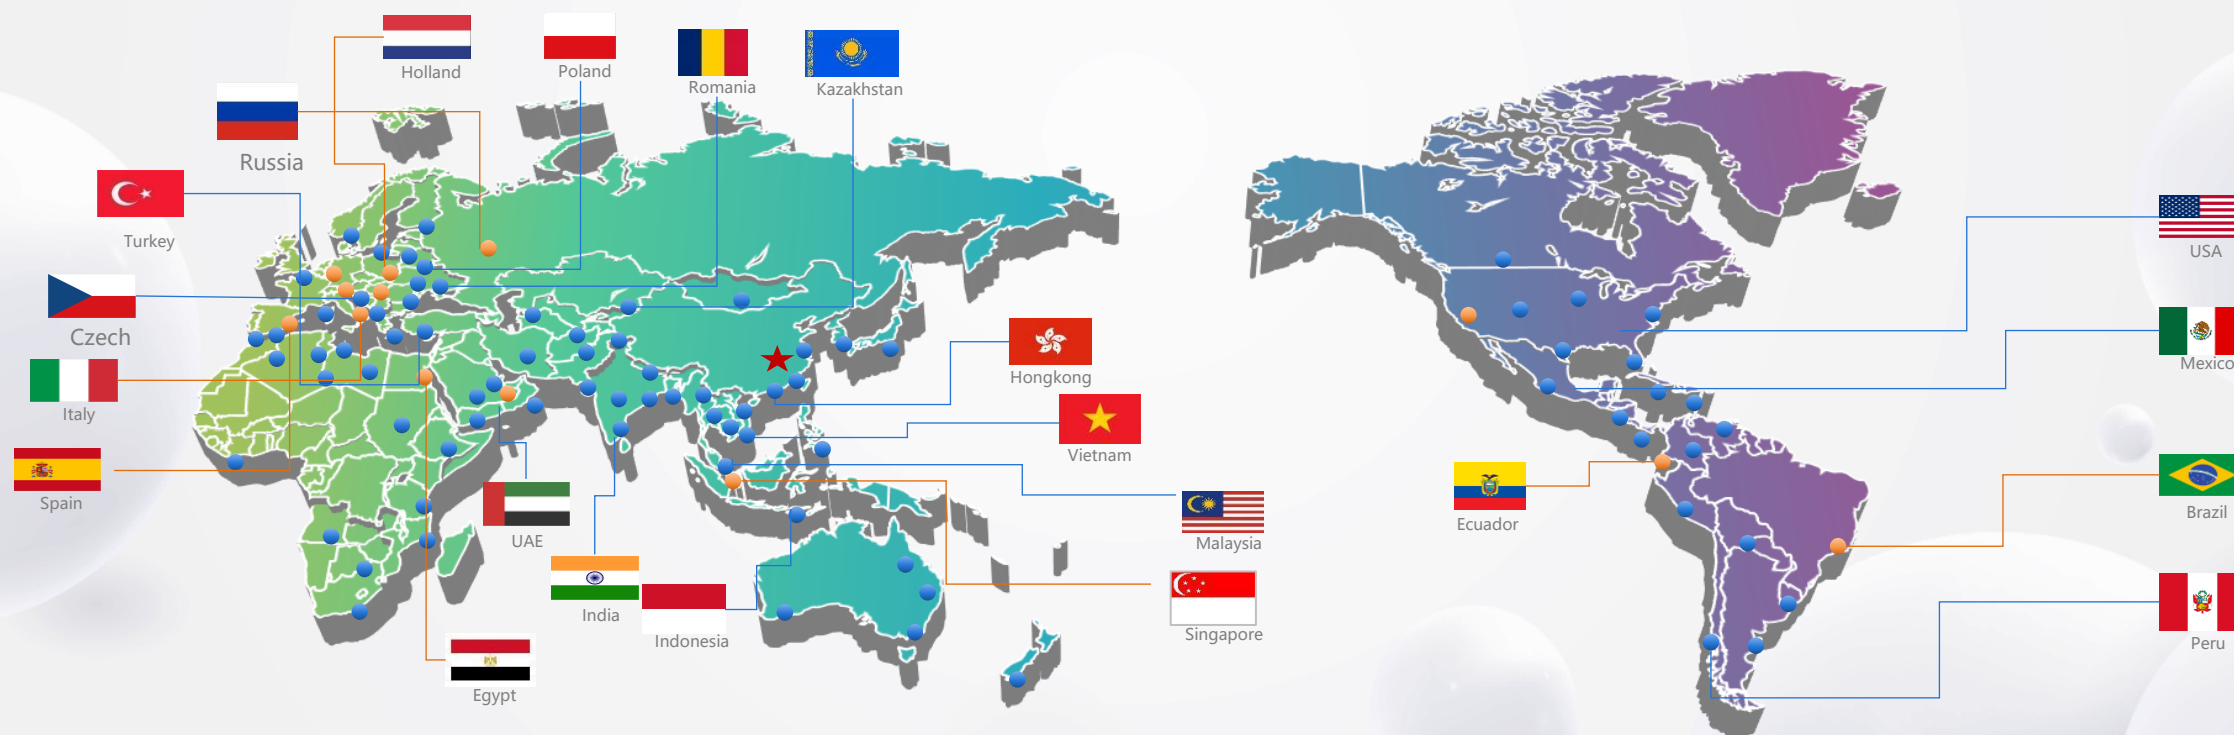 Holland
Poland
Romania
Kazakhstan
Russia
Turkey
USA
Czech
Mexico
Hongkong
Italy
Vietnam
Spain
Ecuador
Brazil
UAE
Malaysia
India
Indonesia
Singapore
Peru
Egypt